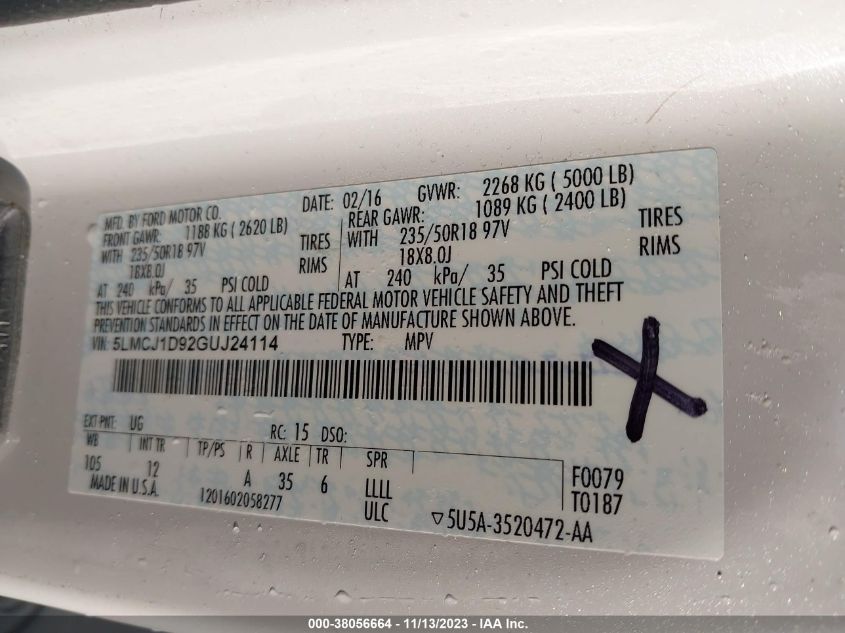 MFD. BY FORD MOTOR CO. DATE: 02/16 GVWR: 2268 KG ( 5000 LB)
FRONT GAWR: 1188 KG ( 2620 LB) REAR GAWR: 1089 KG ( 2400 LB)
WITH 235/50R18 97V TIRES WITH 235/50R18 97V TIRES
18X8.0J RIMS 18X8.0J RIMS
AT 240 kPa/ 35 PSI COLD AT 240 kPa/ 35 PSI COLD
THIS VEHICLE CONFORMS TO ALL APPLICABLE FEDERAL MOTOR VEHICLE SAFETY AND THEFT
PREVENTION STANDARDS IN EFFECT ON THE DATE OF MANUFACTURE SHOWN ABOVE.
VIN: 5LMCJ1D92GUJ24114 TYPE: MPV
EXT PNT: UG RC: 15 DSO:
WB INT TR TP/PS R AXLE TR SPR
105 12 A 35 6 LLLL F0079
MADE IN U.S.A. 1201602058277 ULC T0187
▽5U5A-3520472-AA
000-38056664 - 11/13/2023 - IAA Inc.